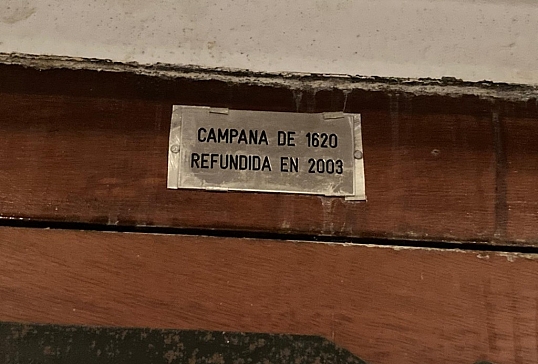 CAMPANA DE 1620
REFUNDIDA EN 2003